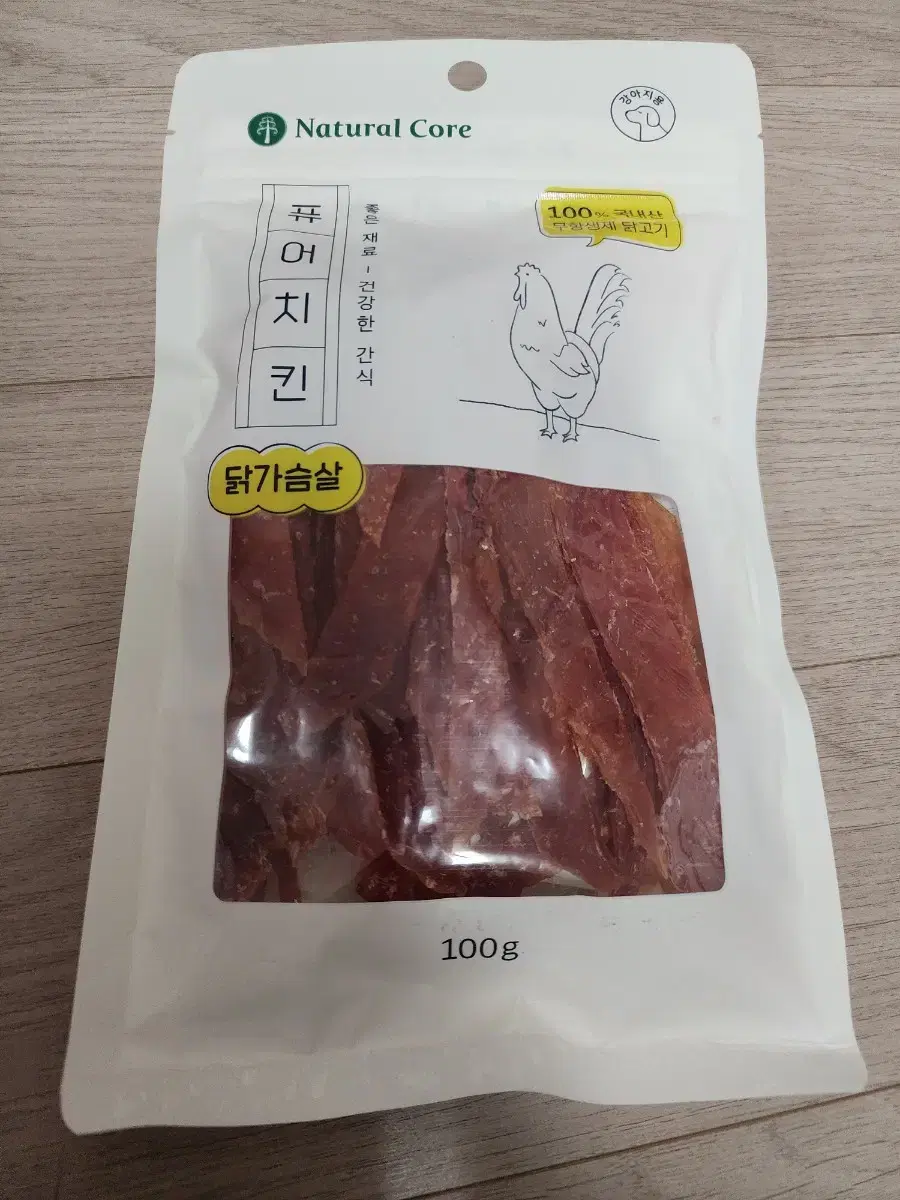 Natural Core
강아지용
퓨어치킨
좋은 재료 - 건강한 간식
100% 국내산
무항생제 닭고기
닭가슴살
100g